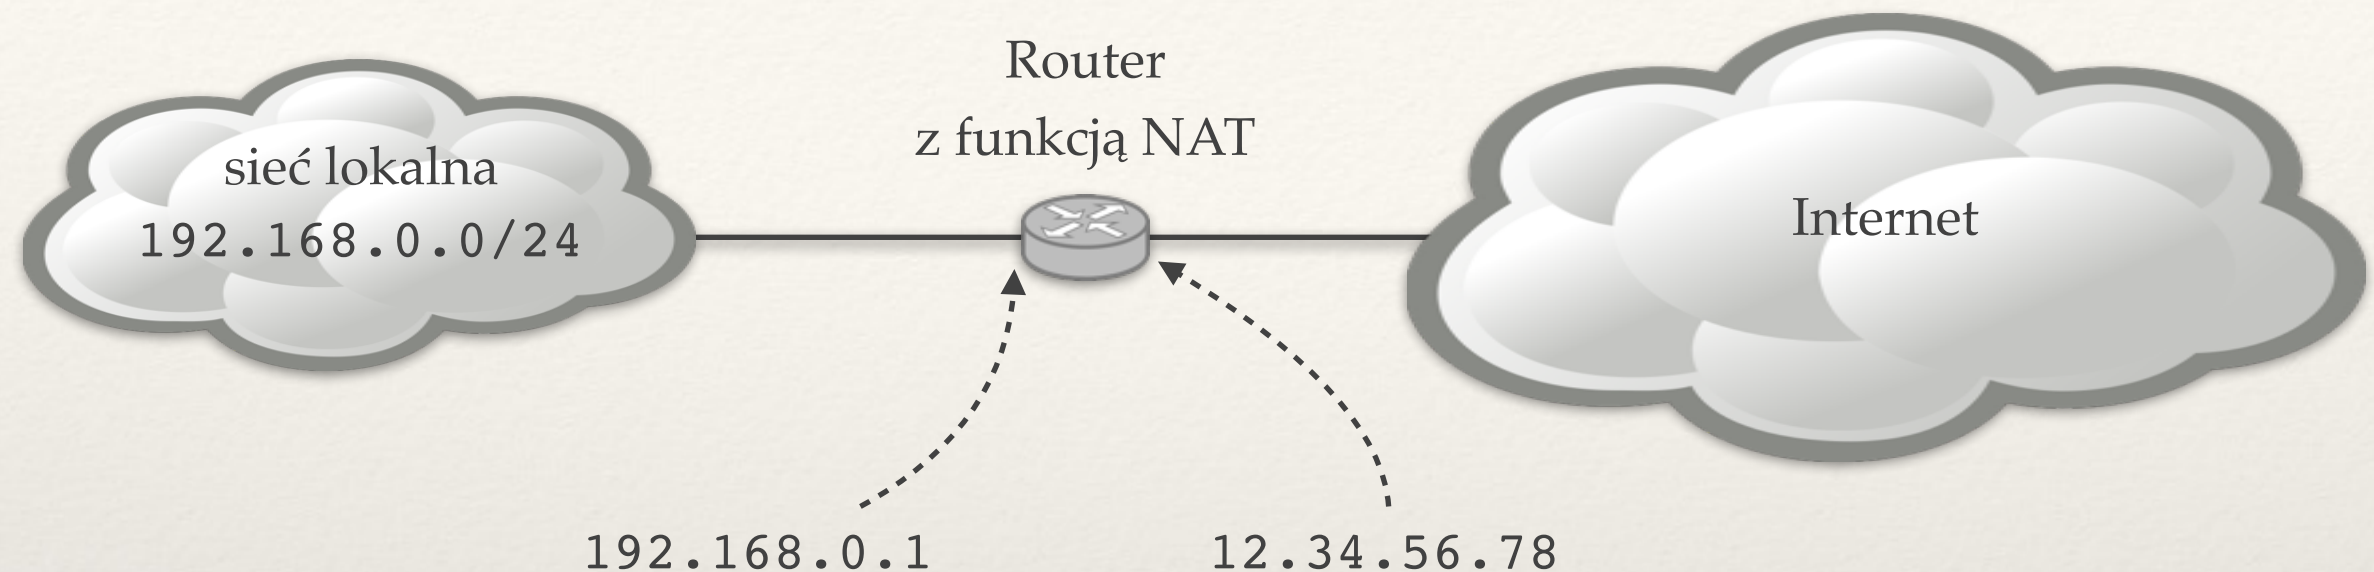 sieć lokalna
192.168.0.0/24
Router
z funkcją NAT
Internet
192.168.0.1
12.34.56.78